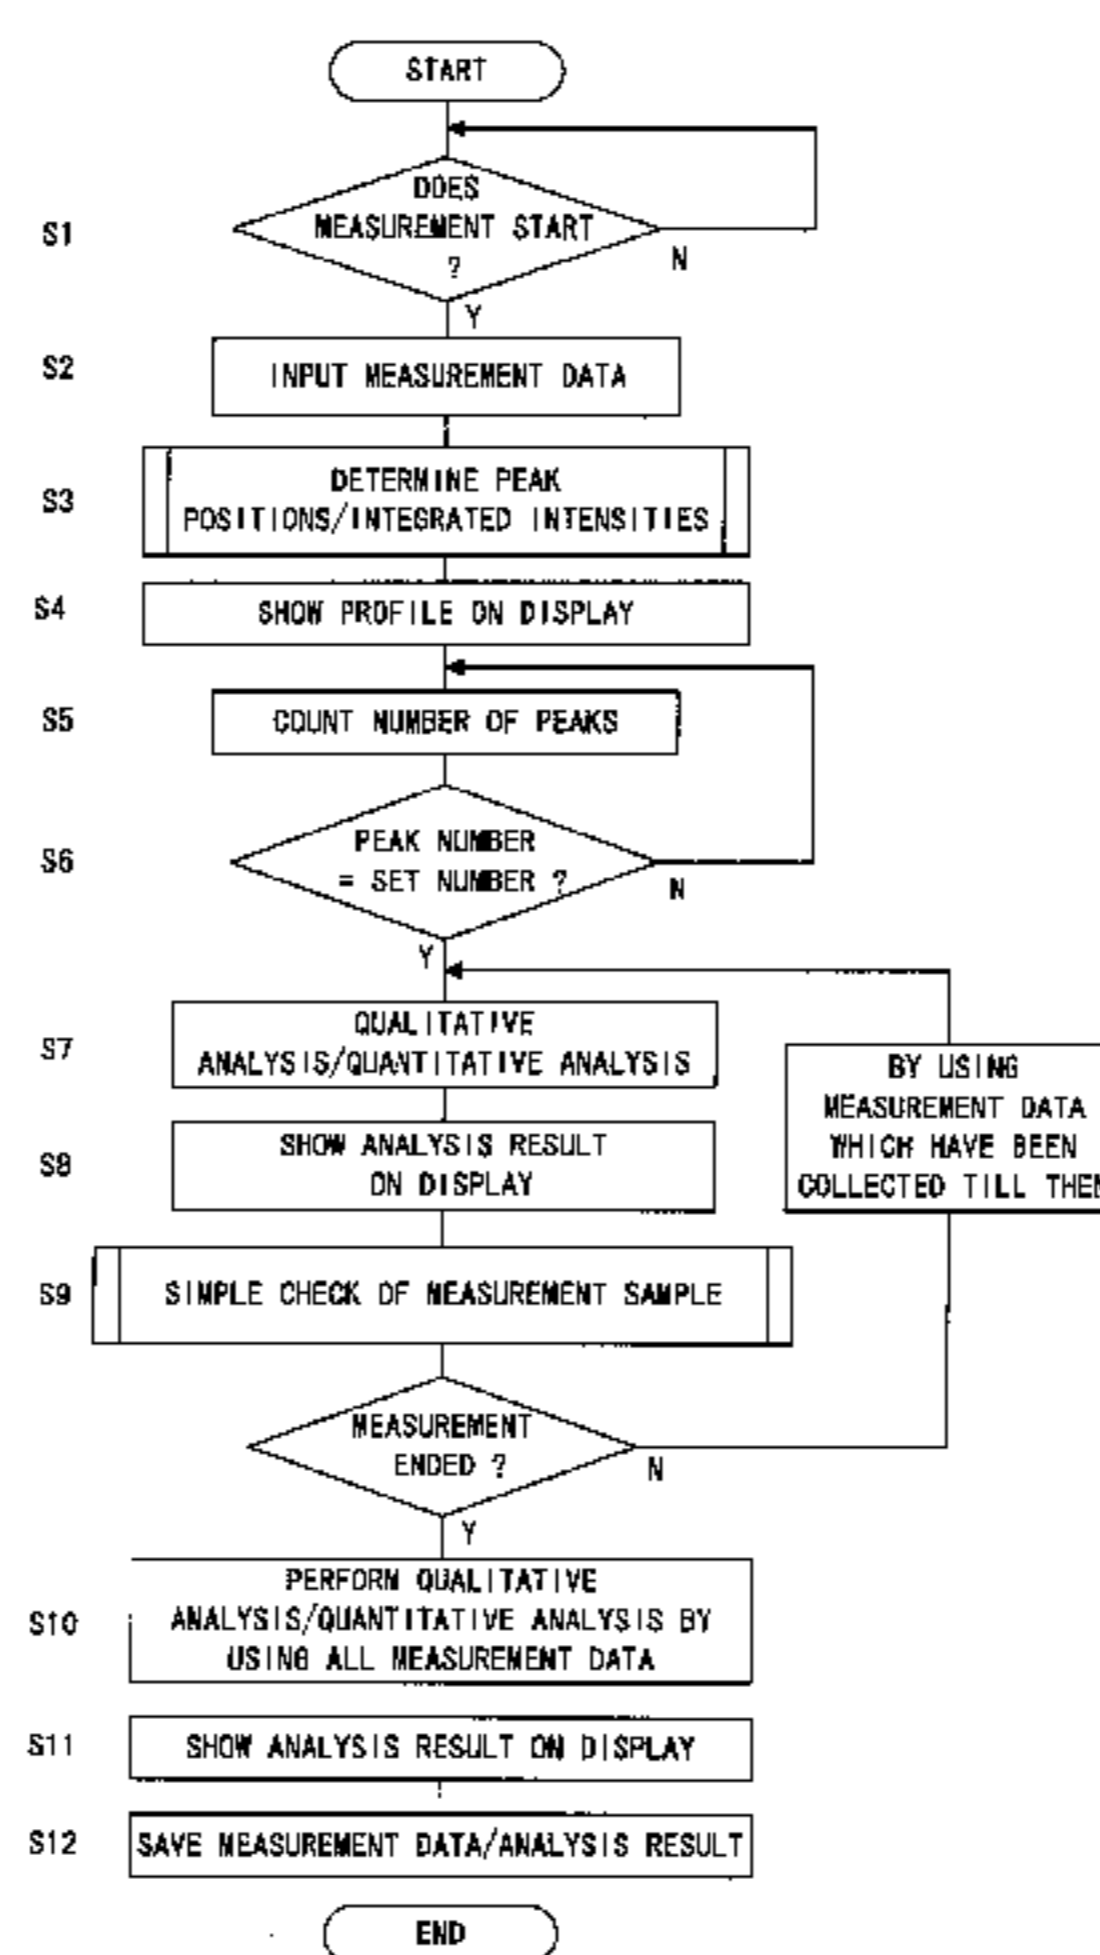 START
DOES
MEASUREMENT START
?
S1
N
Y
S2
INPUT MEASUREMENT DATA
S3
DETERMINE PEAK
POSITIONS/INTEGRATED INTENSITIES
S4
SHOW PROFILE ON DISPLAY
S5
COUNT NUMBER OF PEAKS
S6
PEAK NUMBER
= SET NUMBER ?
N
Y
S7
QUALITATIVE
ANALYSIS/QUANTITATIVE ANALYSIS
BY USING
MEASUREMENT DATA
WHICH HAVE BEEN
COLLECTED TILL THEN
S8
SHOW ANALYSIS RESULT
ON DISPLAY
S9
SIMPLE CHECK OF MEASUREMENT SAMPLE
MEASUREMENT
ENDED ?
N
Y
S10
PERFORM QUALITATIVE
ANALYSIS/QUANTITATIVE ANALYSIS BY
USING ALL MEASUREMENT DATA
S11
SHOW ANALYSIS RESULT ON DISPLAY
S12
SAVE MEASUREMENT DATA/ANALYSIS RESULT
END